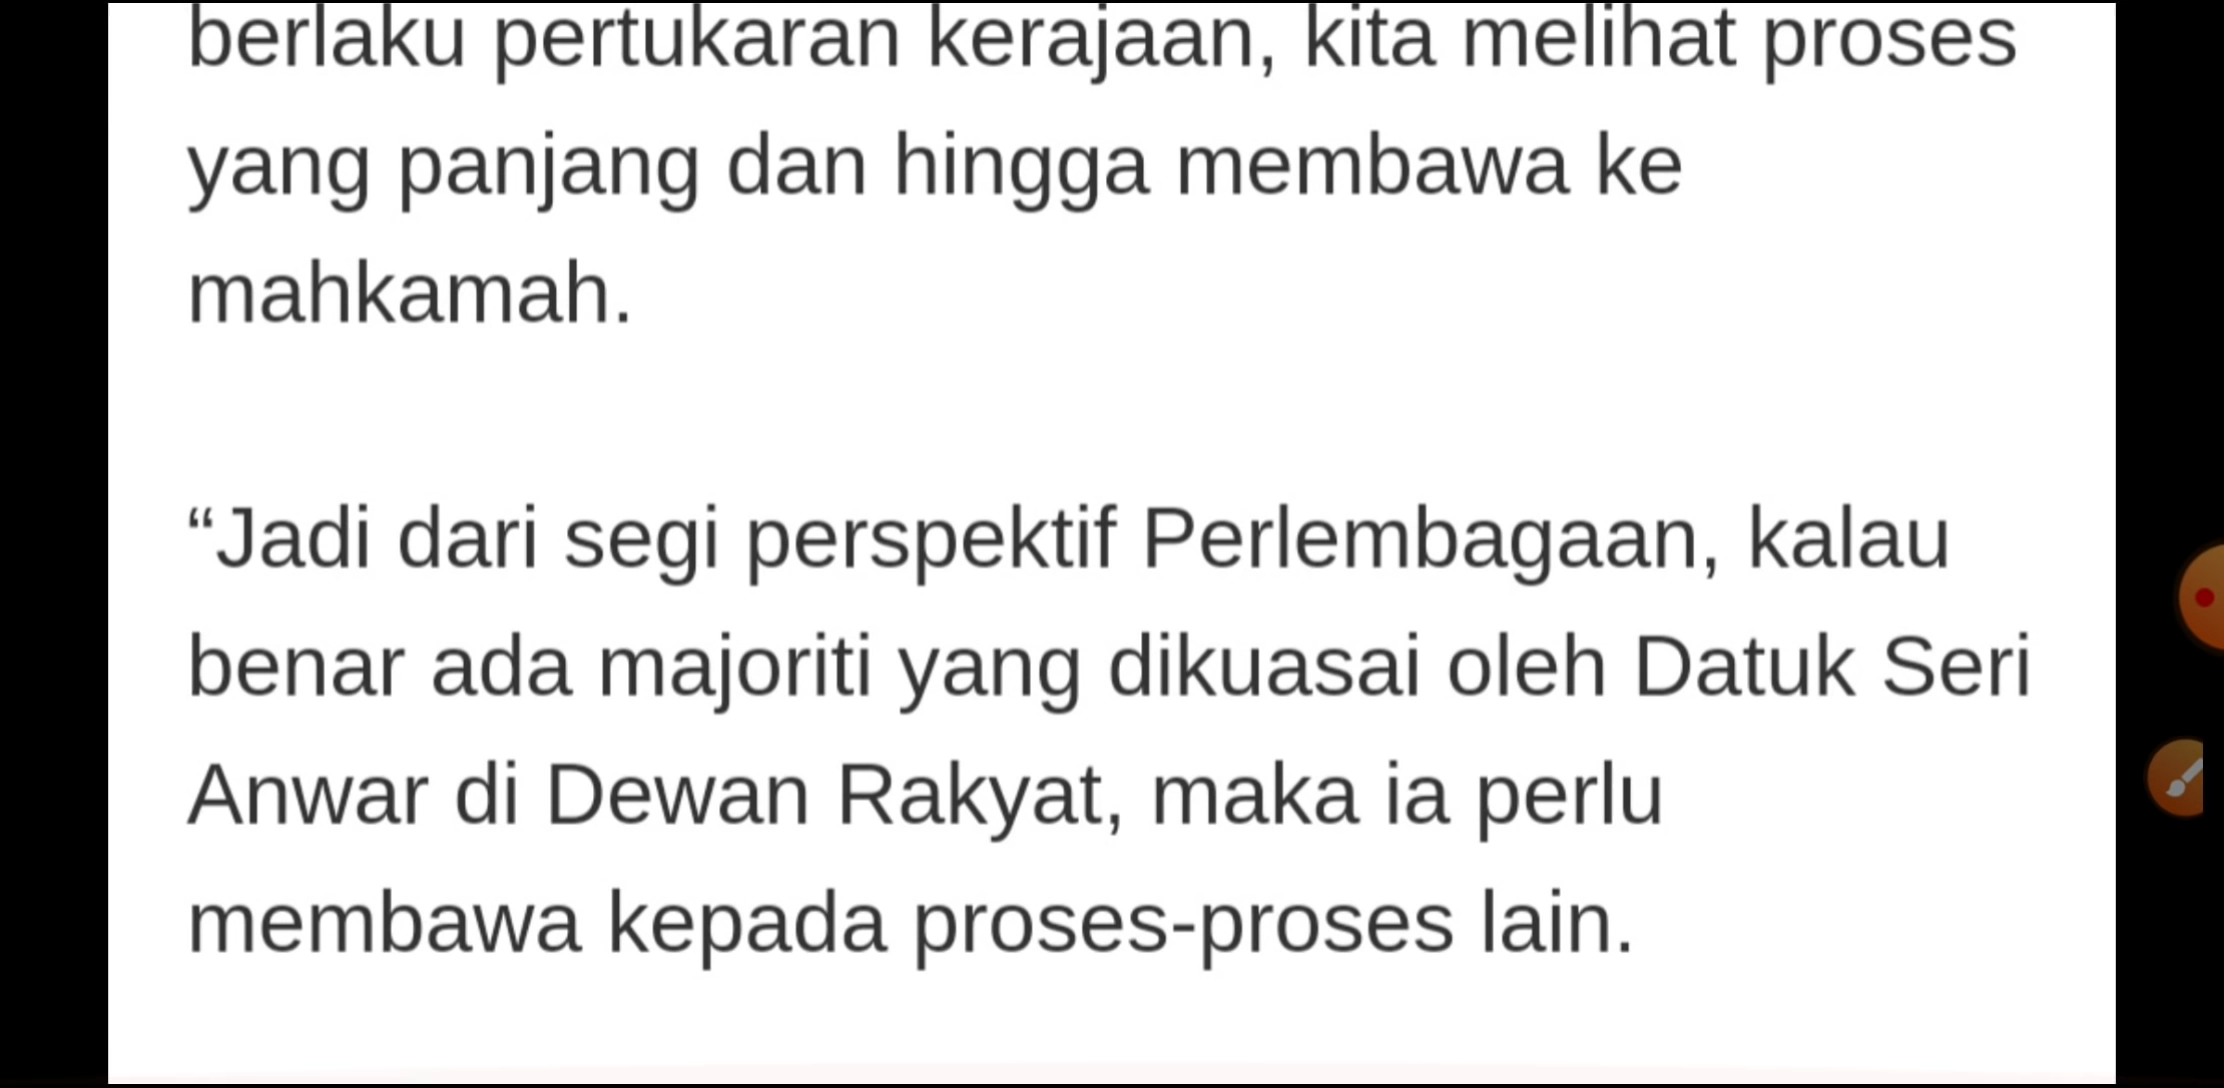 berlaku pertukaran kerajaan, kita melihat proses
yang panjang dan hingga membawa ke
mahkamah.
“Jadi dari segi perspektif Perlembagaan, kalau
benar ada majoriti yang dikuasai oleh Datuk Seri
Anwar di Dewan Rakyat, maka ia perlu
membawa kepada proses-proses lain.